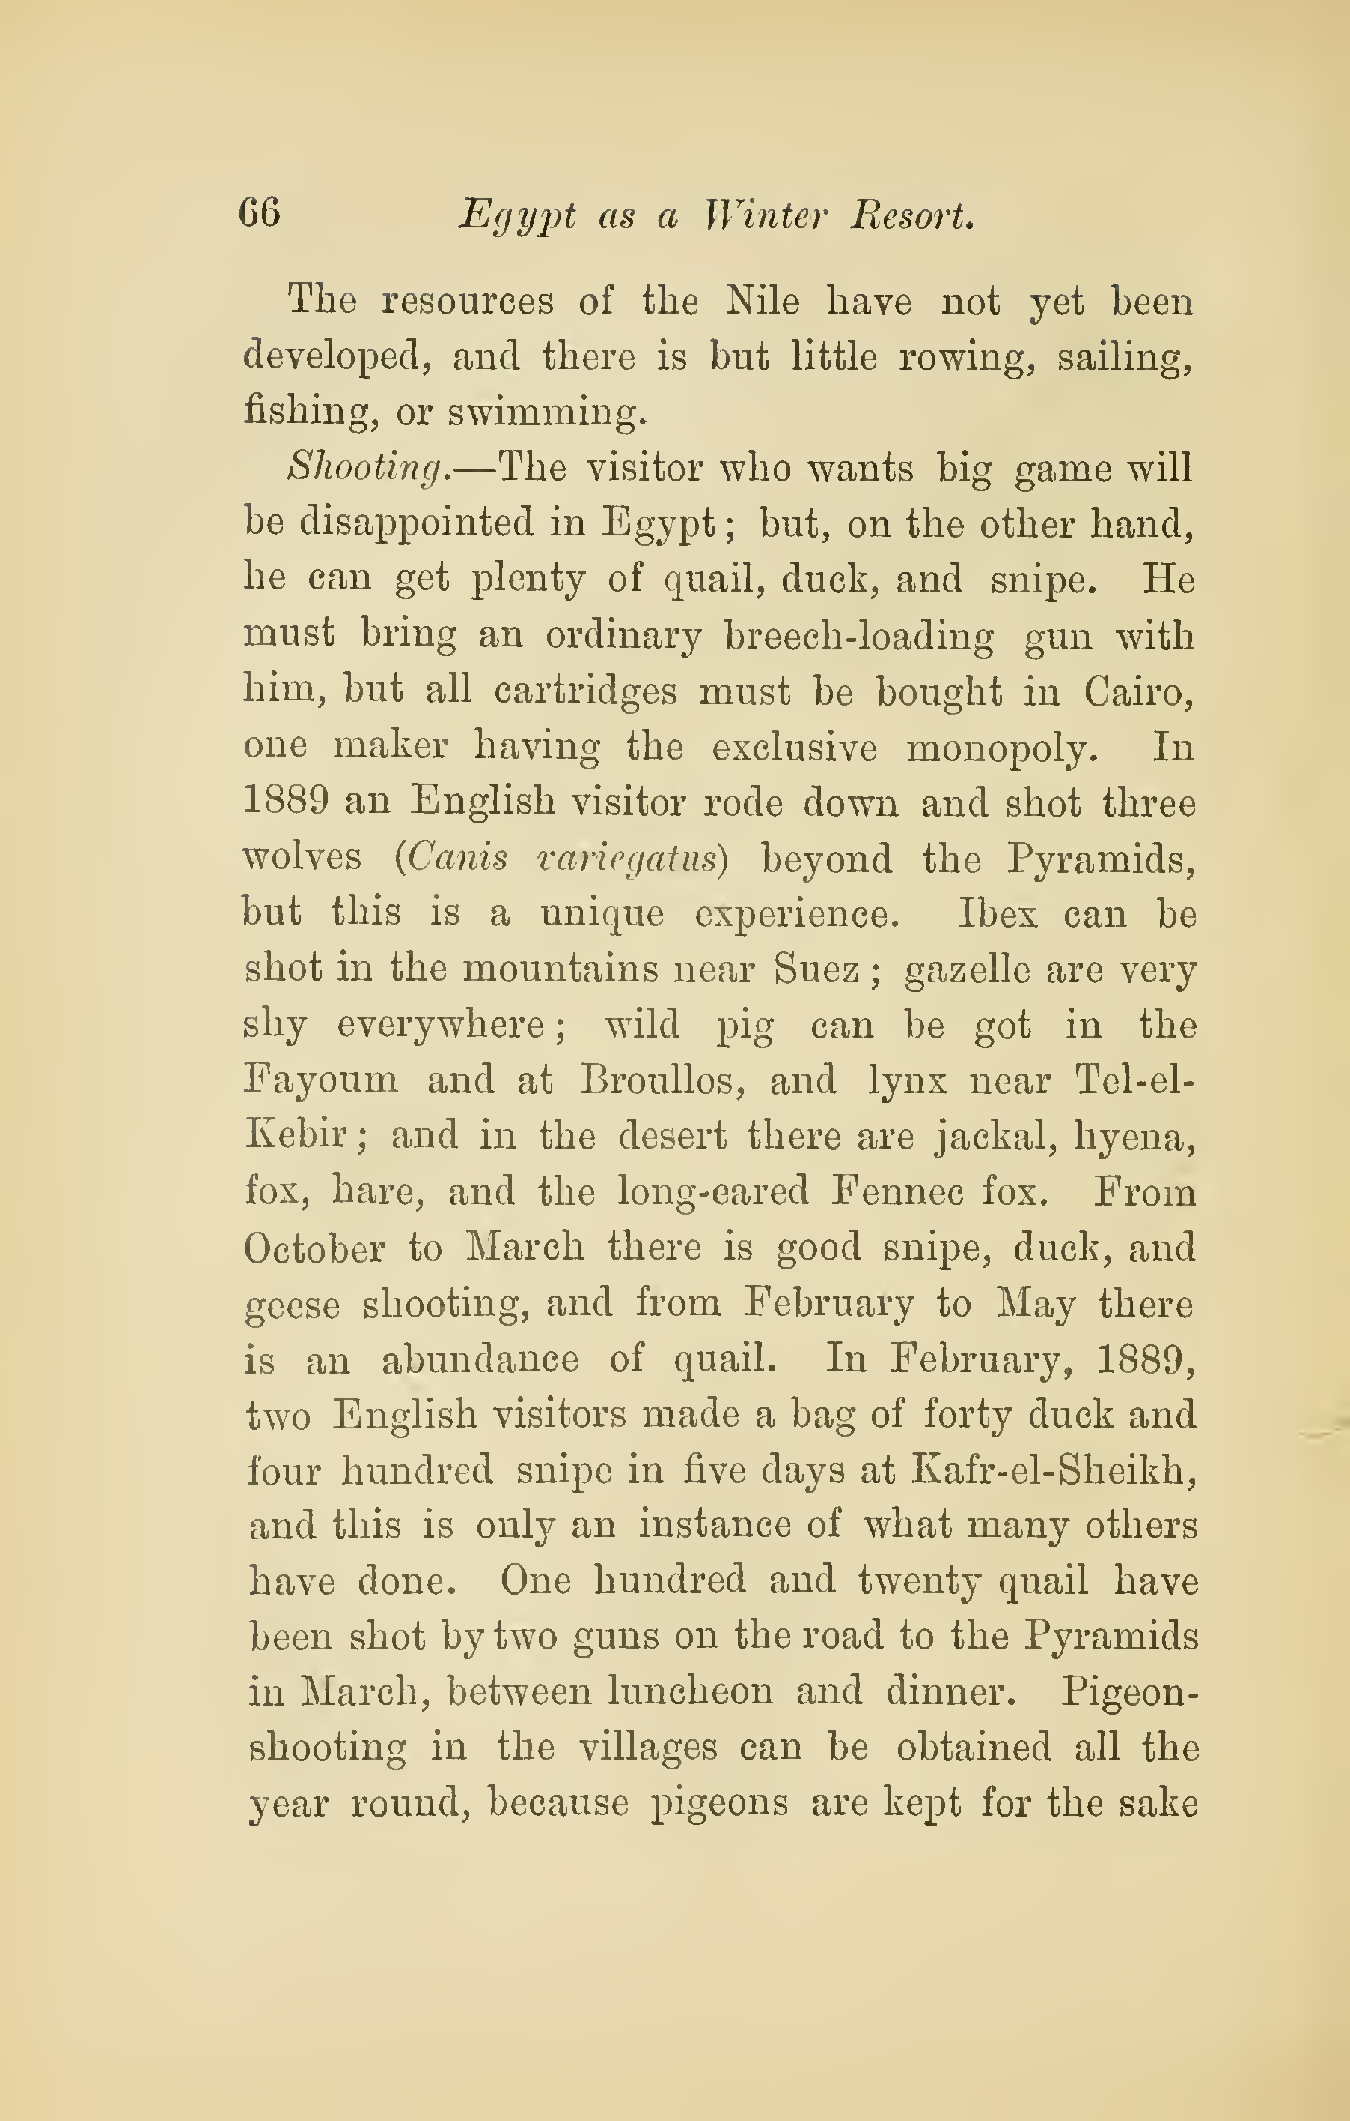 66 Egypt as a Winter Resort.
The resources of the Nile have not yet been
developed, and there is but little rowing, sailing,
fishing, or swimming.
Shooting.—The visitor who wants big game will
be disappointed in Egypt; but, on the other hand,
he can get plenty of quail, duck, and snipe. He
must bring an ordinary breech-loading gun with
him, but all cartridges must be bought in Cairo,
one maker having the exclusive monopoly. In
1889 an English visitor rode down and shot three
wolves (Canis variegatus) beyond the Pyramids,
but this is a unique experience. Ibex can be
shot in the mountains near Suez; gazelle are very
shy everywhere; wild pig can be got in the
Fayoum and at Broullos, and lynx near Tel-el-
Kebir; and in the desert there are jackal, hyena,
fox, hare, and the long-eared Fennec fox. From
October to March there is good snipe, duck, and
geese shooting, and from February to May there
is an abundance of quail. In February, 1889,
two English visitors made a bag of forty duck and
four hundred snipe in five days at Kafr-el-Sheikh,
and this is only an instance of what many others
have done. One hundred and twenty quail have
been shot by two guns on the road to the Pyramids
in March, between luncheon and dinner. Pigeon-
shooting in the villages can be obtained all the
year round, because pigeons are kept for the sake